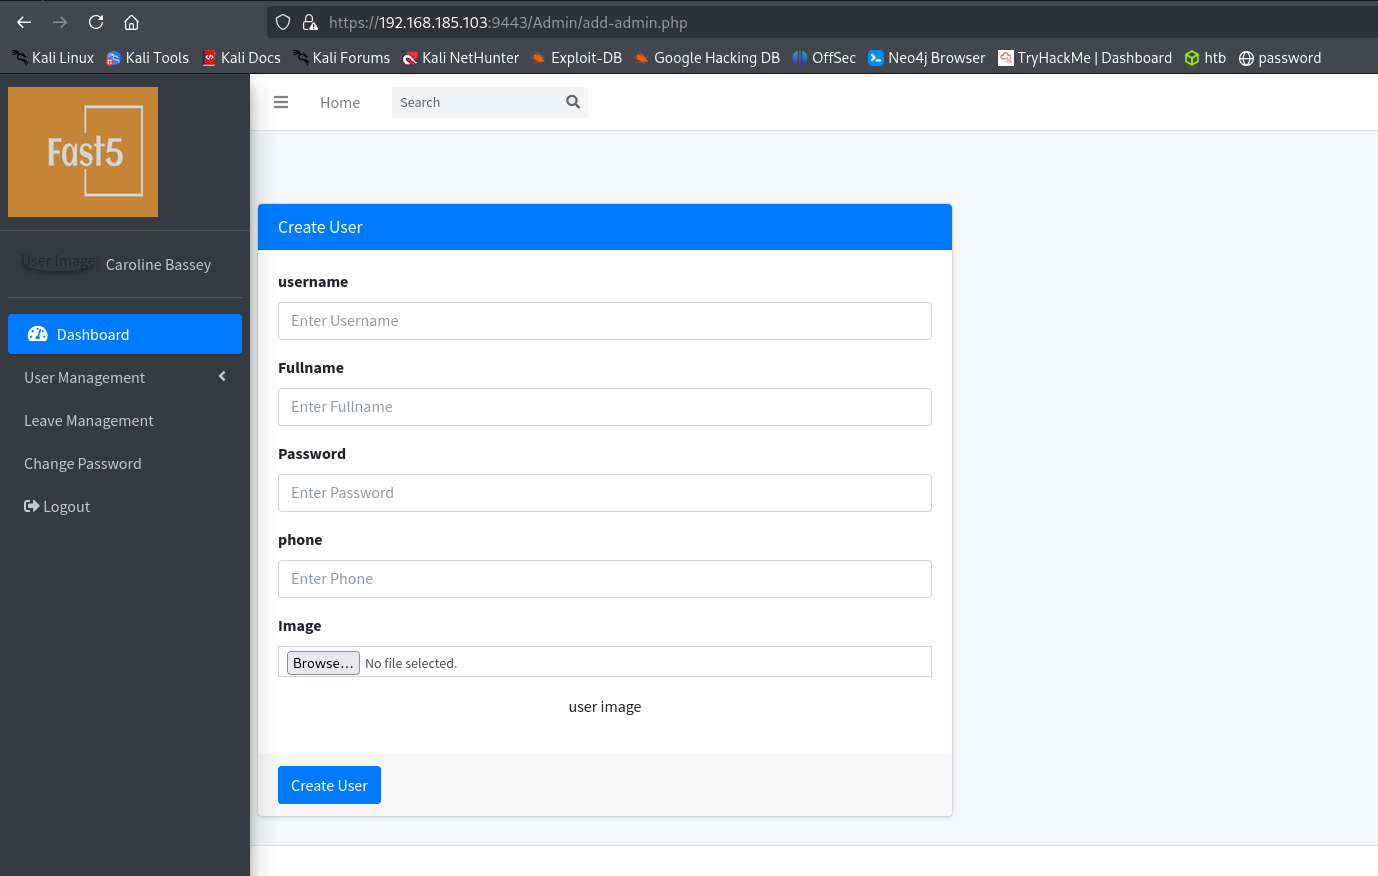 https://192.168.185.103:9443/Admin/add-admin.php
Kali Linux Kali Tools Kali Docs Kali Forums Kali NetHunter Exploit-DB Google Hacking DB OffSec Neo4j Browser TryHackMe | Dashboard htb password
Fast5
Home Search
User Image Caroline Bassey
Dashboard
User Management
Leave Management
Change Password
Logout
Create User
username
Enter Username
Fullname
Enter Fullname
Password
Enter Password
phone
Enter Phone
Image
Browse... No file selected.
user image
Create User